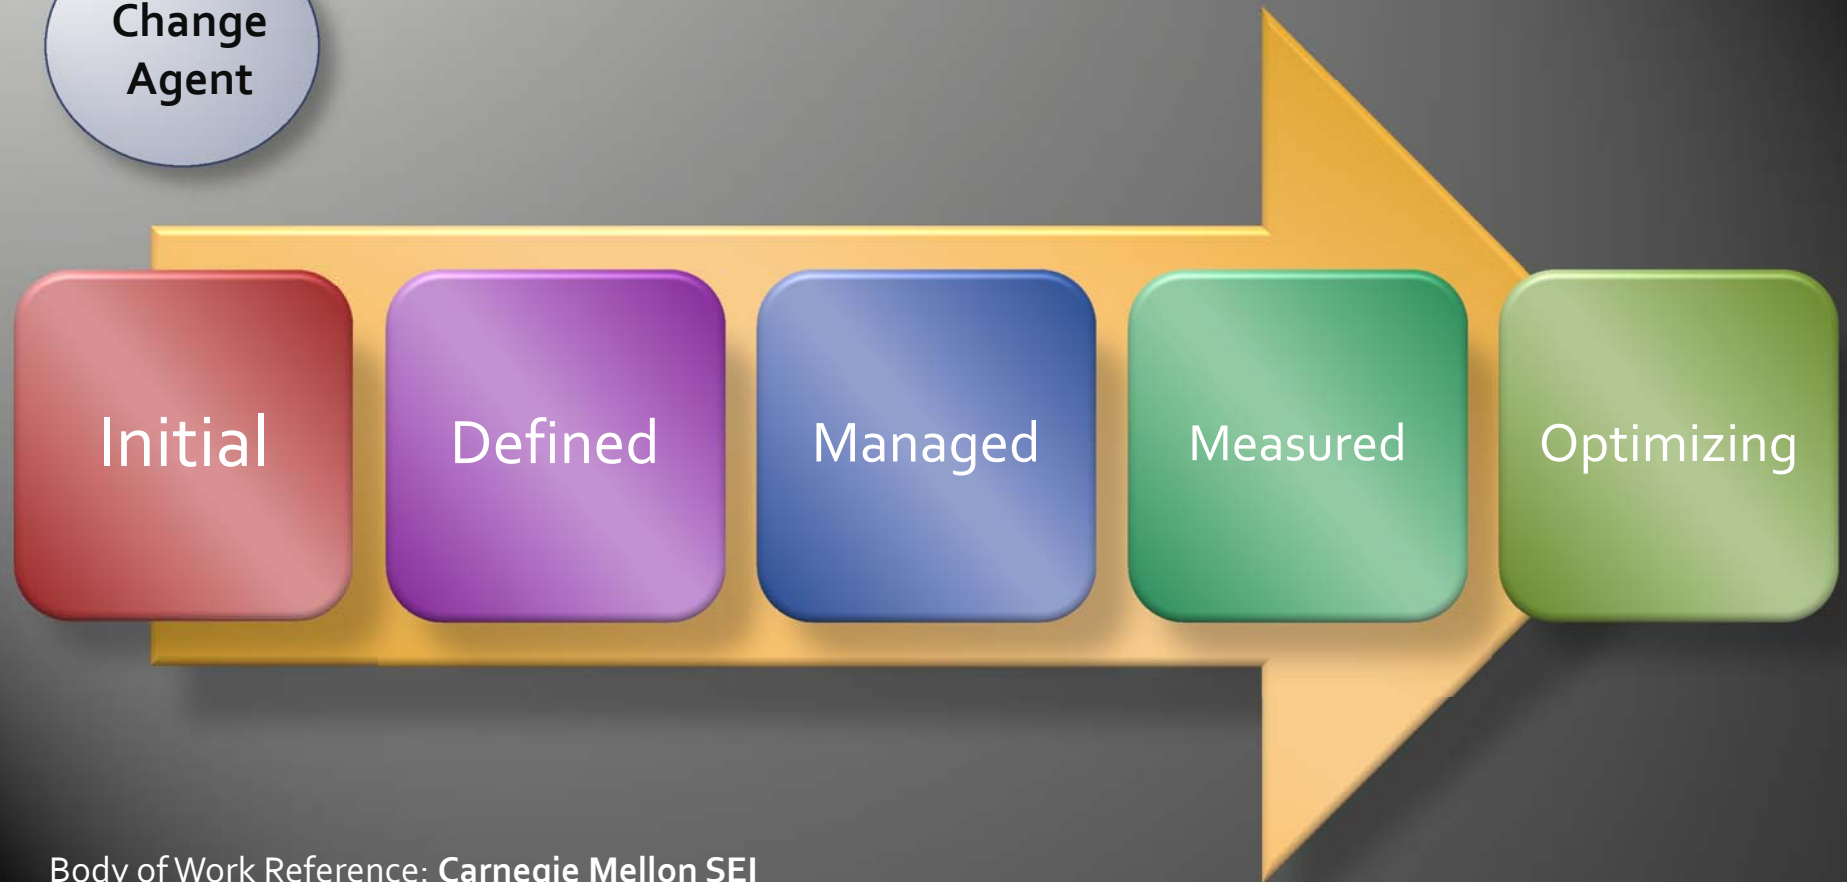 Change
Agent
Initial Defined Managed Measured Optimizing
Body of Work Reference: Carnegie Mellon SEI